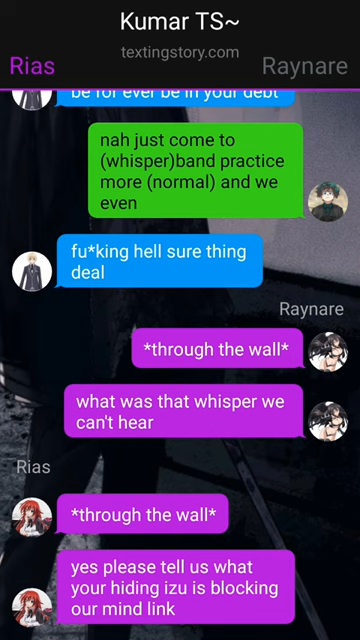 Kumar TS~
textingstory.com
Rias
Raynare
be for ever be in your debt
nah just come to
(whisper)band practice
more (normal) and we
even
fu*king hell sure thing
deal
Raynare
*through the wall*
what was that whisper we
can't hear
Rias
*through the wall*
yes please tell us what
your hiding izu is blocking
our mind link